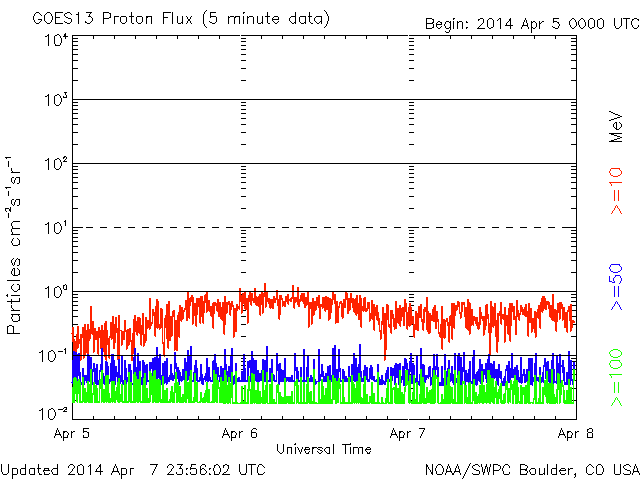 GOES13 Proton Flux (5 minute data)
Begin: 2014 Apr 5 0000 UTC
10⁴
10³
10²
10¹
10⁰
10⁻¹
10⁻²
Particles cm⁻²s⁻¹sr⁻¹
MeV
>=10
>=50
>=100
Apr 5
Apr 6
Apr 7
Apr 8
Universal Time
Updated 2014 Apr 7 23:56:02 UTC
NOAA/SWPC Boulder, CO USA